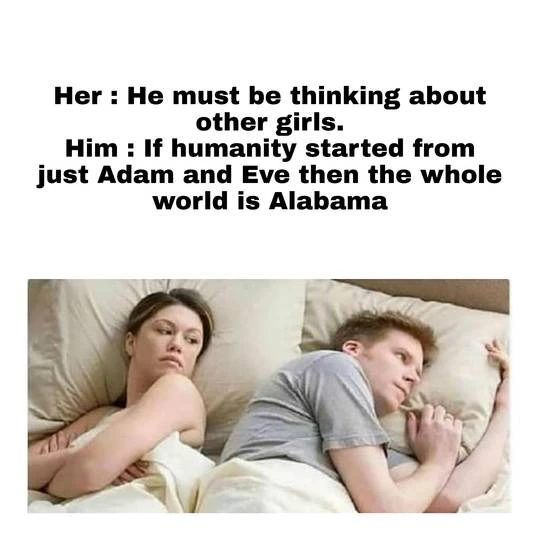 Her : He must be thinking about
other girls.
Him : If humanity started from
just Adam and Eve then the whole
world is Alabama